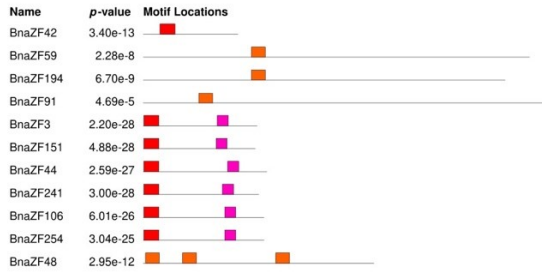 Name p-value Motif Locations
BnaZF42 3.40e-13
BnaZF59 2.28e-8
BnaZF194 6.70e-9
BnaZF91 4.69e-5
BnaZF3 2.20e-28
BnaZF151 4.88e-28
BnaZF44 2.59e-27
BnaZF241 3.00e-28
BnaZF106 6.01e-26
BnaZF254 3.04e-25
BnaZF48 2.95e-12